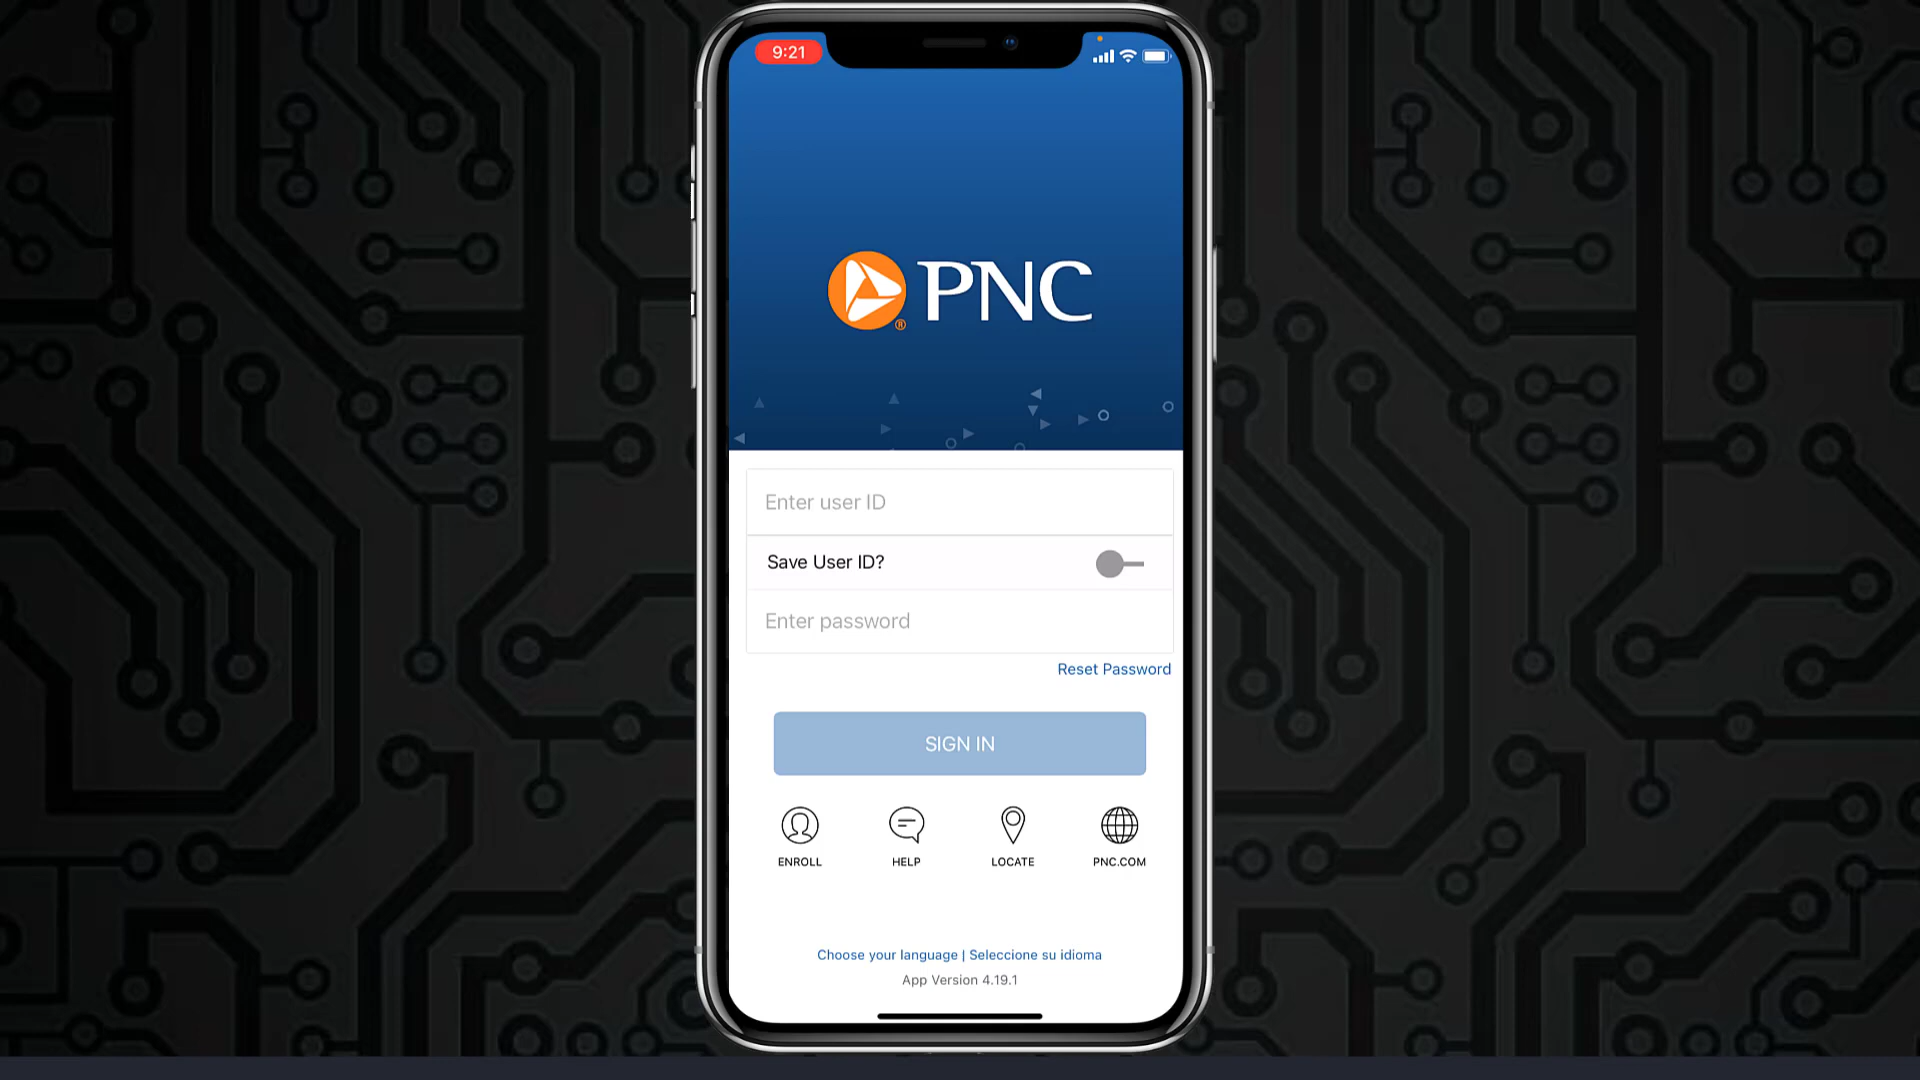 9:21
PNC
®
Enter user ID
Save User ID?
Enter password
Reset Password
SIGN IN
ENROLL HELP LOCATE PNC.COM
Choose your language | Seleccione su idioma
App Version 4.19.1